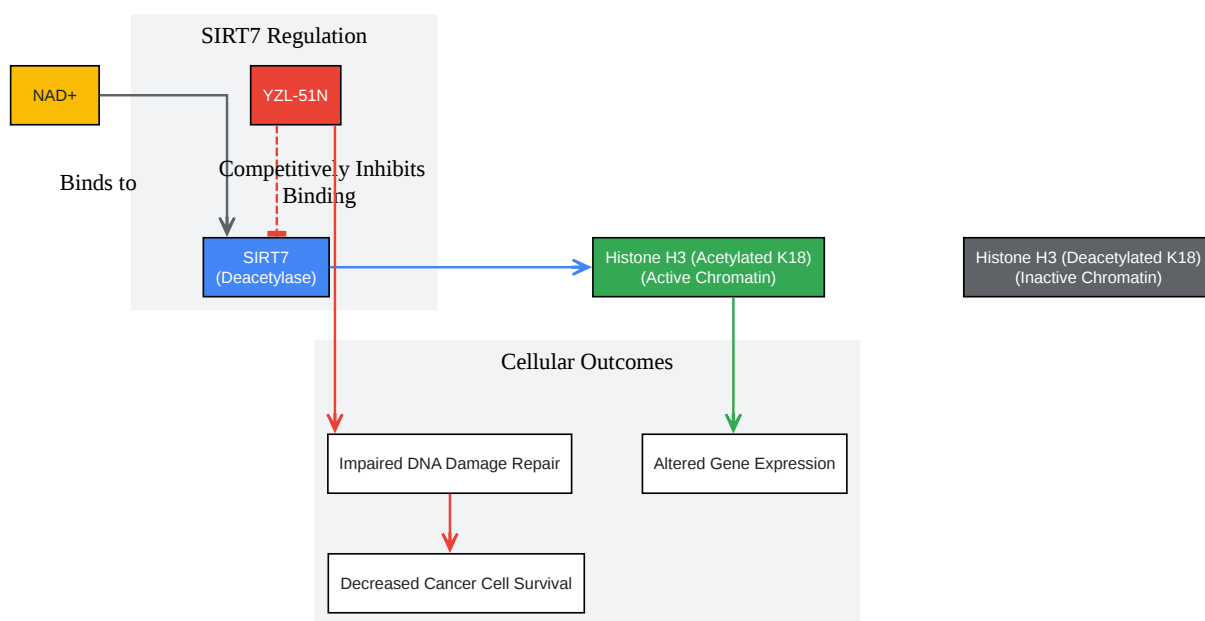 SIRT7 Regulation
NAD+
YZL-51N
Binds to
Competitively Inhibits
Binding
SIRT7
(Deacetylase)
Histone H3 (Acetylated K18)
(Active Chromatin)
Histone H3 (Deacetylated K18)
(Inactive Chromatin)
Cellular Outcomes
Impaired DNA Damage Repair
Altered Gene Expression
Decreased Cancer Cell Survival